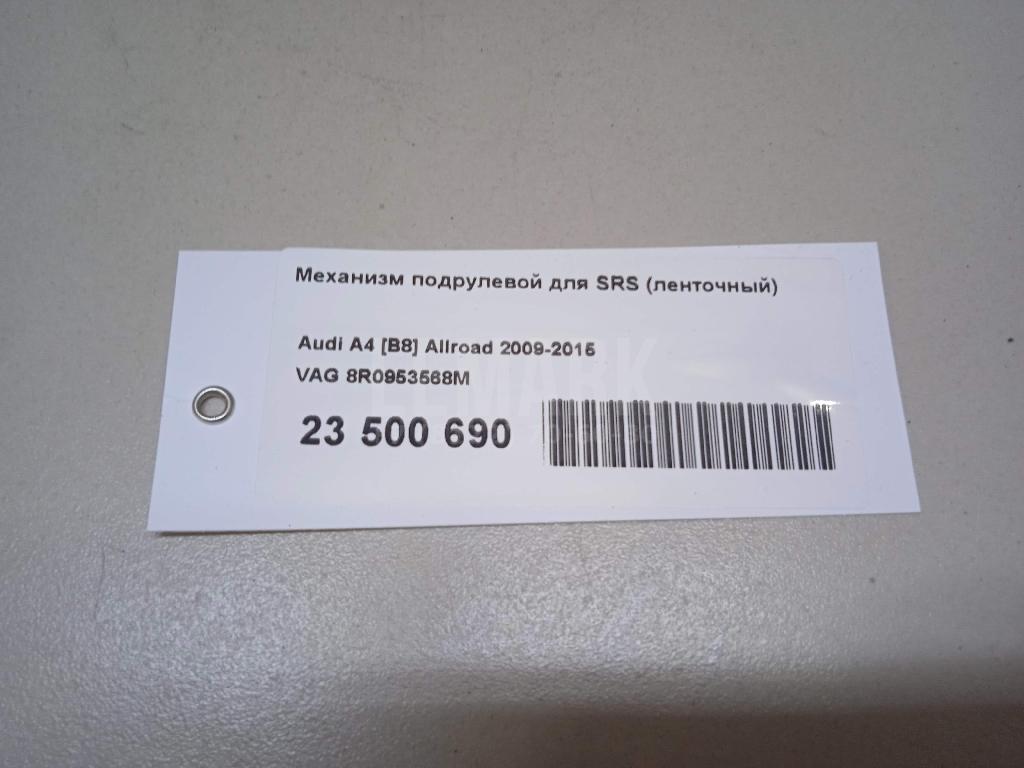 Механизм подрулевой для SRS (ленточный)
Audi A4 [B8] Allroad 2009-2015
VAG 8R0953568M
23 500 690